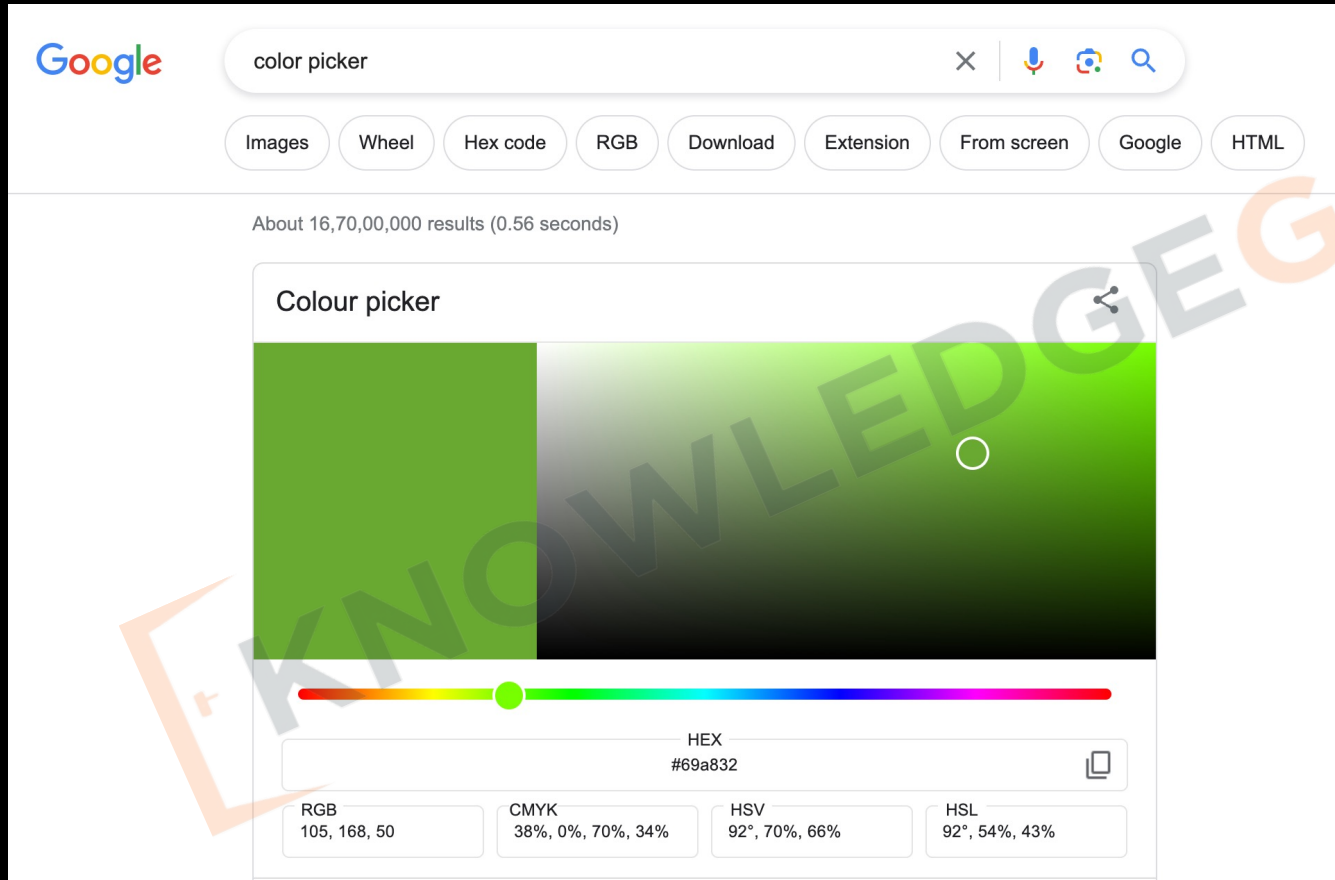 Google
color picker
Images Wheel Hex code RGB Download Extension From screen Google HTML
About 16,70,00,000 results (0.56 seconds)
Colour picker
KNOWLEDGEG
HEX
#69a832
RGB CMYK HSV HSL
105, 168, 50 38%, 0%, 70%, 34% 92°, 70%, 66% 92°, 54%, 43%